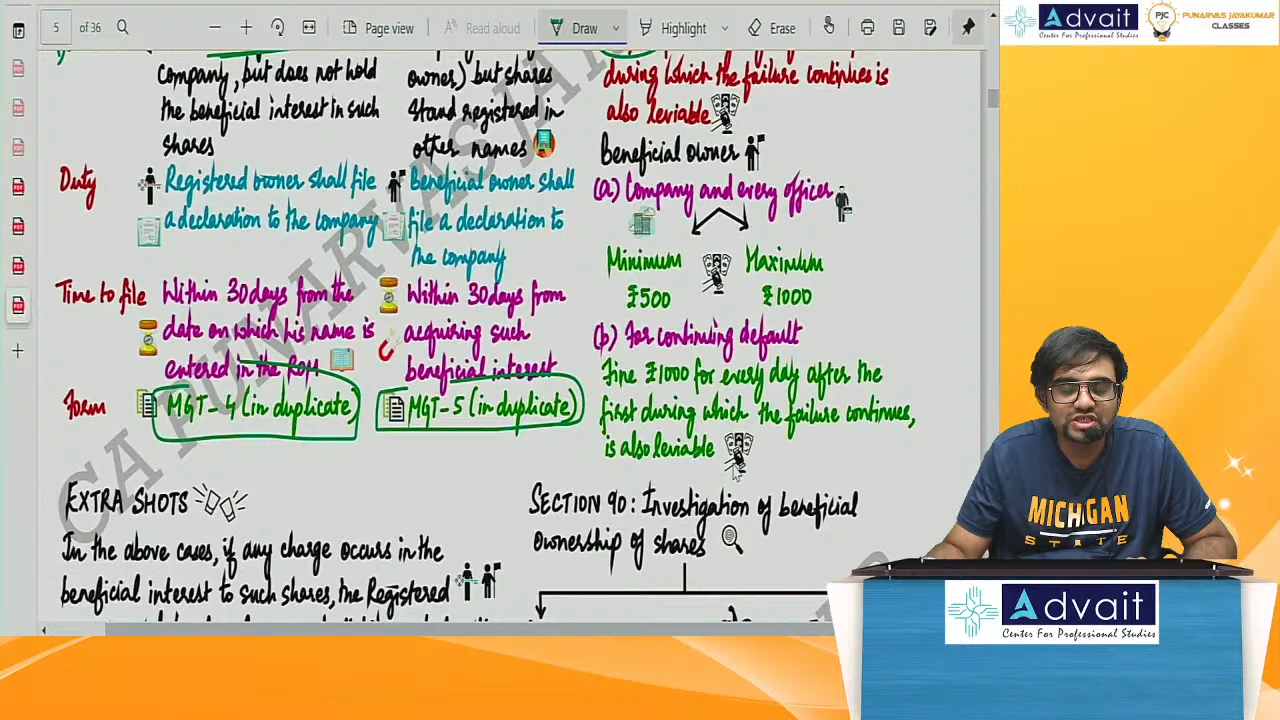 5 of 36
Page view
Read aloud
Draw
Highlight
Erase
Advait
Center For Professional Studies
PJC
PUNARVAS JAYAKUMAR
CLASSES
company, but does not hold
the beneficial interest in such
shares
owner) but shares
stand registered in
other names
during which the failure continues is
also leviable
Beneficial owner
Duty
Registered owner shall file
a declaration to the company
Beneficial owner shall
file a declaration to
the company
(a) Company and every officer
Minimum
₹500
Maximum
₹1000
Time to file
Within 30 days from the
date on which his name is
entered in the ROM
Within 30 days from
acquiring such
beneficial interest
(b) For continuing default
Fine ₹1000 for every day after the
first during which the failure continues,
is also leviable
Form
MGT-4 (in duplicate)
MGT-5 (in duplicate)
EXTRA SHOTS
In the above cases, if any change occurs in the
beneficial interest to such shares, the Registered
SECTION 90: Investigation of beneficial
ownership of shares
CA PUNARVAS JA
MICHIGAN
STATE
Advait
Center For Professional Studies